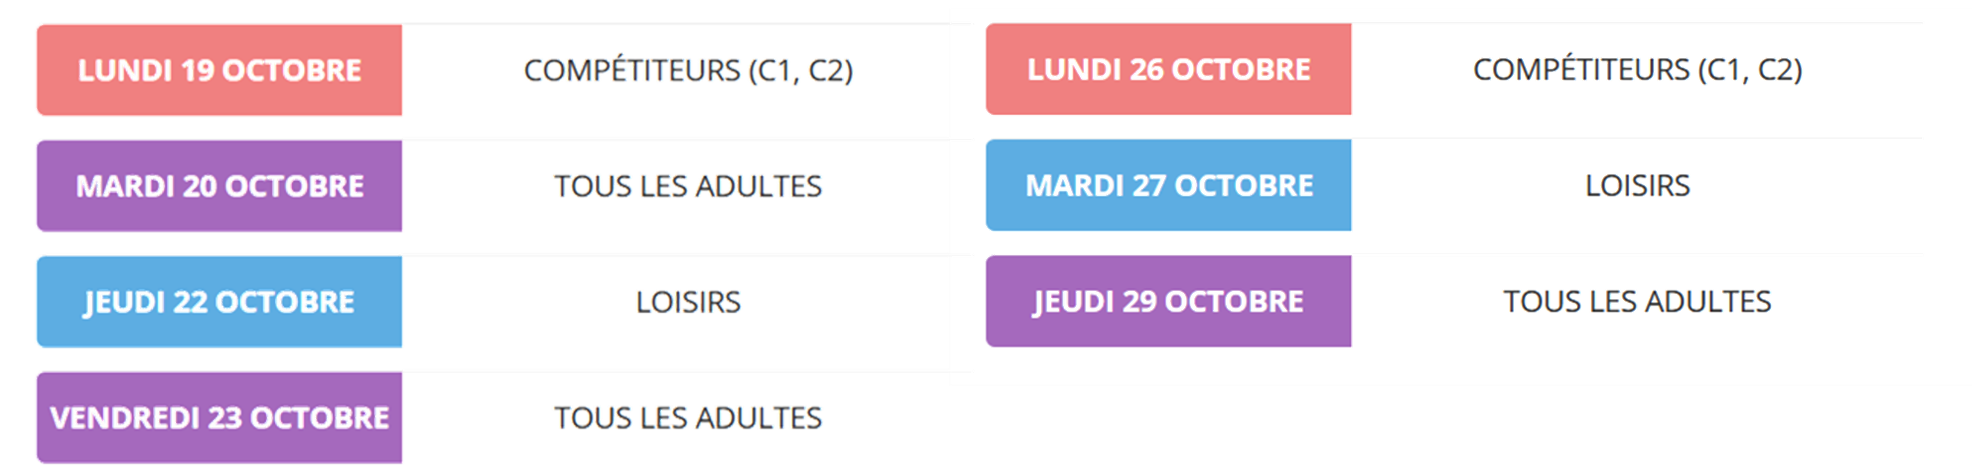 LUNDI 19 OCTOBRE COMPÉTITEURS (C1, C2)
MARDI 20 OCTOBRE TOUS LES ADULTES
JEUDI 22 OCTOBRE LOISIRS
VENDREDI 23 OCTOBRE TOUS LES ADULTES
LUNDI 26 OCTOBRE COMPÉTITEURS (C1, C2)
MARDI 27 OCTOBRE LOISIRS
JEUDI 29 OCTOBRE TOUS LES ADULTES